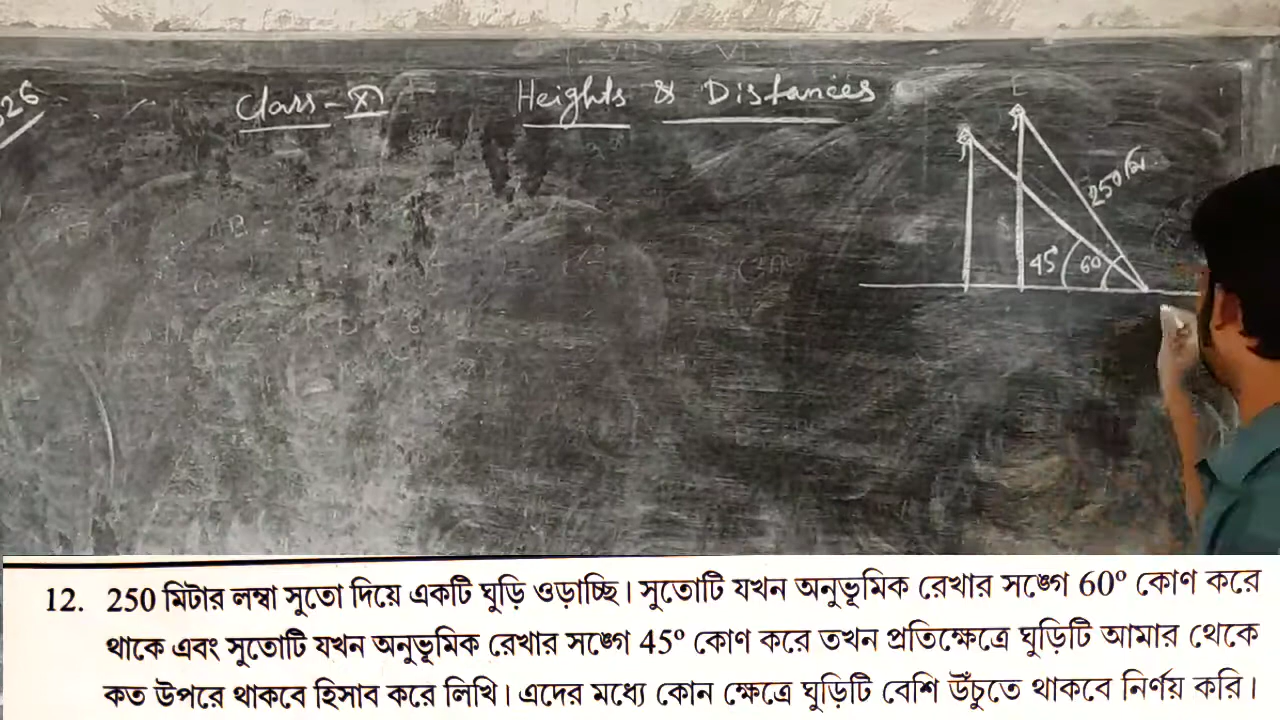 26
Class - X
Heights & Distances
250 মি.
45°
60
12. 250 মিটার লম্বা সুতো দিয়ে একটি ঘুড়ি ওড়াচ্ছি। সুতোটি যখন অনুভূমিক রেখার সঙ্গে 60° কোণ করে
থাকে এবং সুতোটি যখন অনুভূমিক রেখার সঙ্গে 45° কোণ করে তখন প্রতিক্ষেত্রে ঘুড়িটি আমার থেকে
কত উপরে থাকবে হিসাব করে লিখি। এদের মধ্যে কোন ক্ষেত্রে ঘুড়িটি বেশি উঁচুতে থাকবে নির্ণয় করি।